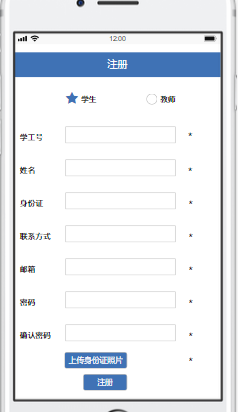 12:00
注册
学生 教师
学工号 *
姓名 *
身份证 *
联系方式 *
邮箱 *
密码 *
确认密码 *
上传身份证照片 *
注册